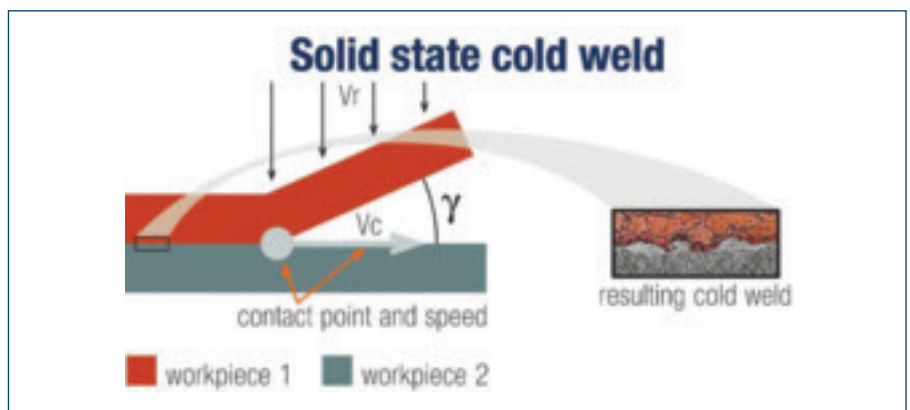 Solid state cold weld
Vr
γ
Vc
resulting cold weld
contact point and speed
workpiece 1 workpiece 2